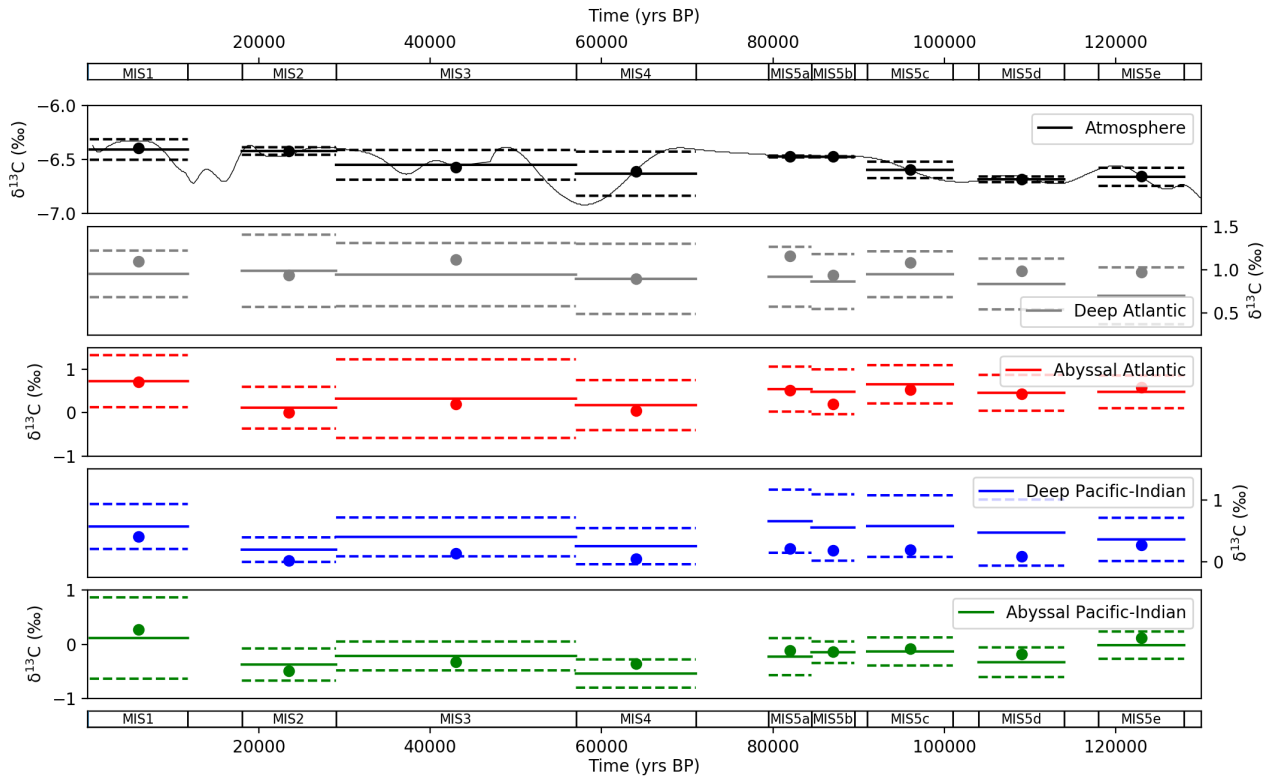 Time (yrs BP)
20000 40000 60000 80000 100000 120000
MIS1 MIS2 MIS3 MIS4 MIS5a MIS5b MIS5c MIS5d MIS5e
−6.0
−6.5
−7.0
δ¹³C (‰)
Atmosphere
1.5
1.0
0.5
δ¹³C (‰)
Deep Atlantic
1
0
−1
δ¹³C (‰)
Abyssal Atlantic
1
0
δ¹³C (‰)
Deep Pacific-Indian
1
0
−1
δ¹³C (‰)
Abyssal Pacific-Indian
MIS1 MIS2 MIS3 MIS4 MIS5a MIS5b MIS5c MIS5d MIS5e
20000 40000 60000 80000 100000 120000
Time (yrs BP)